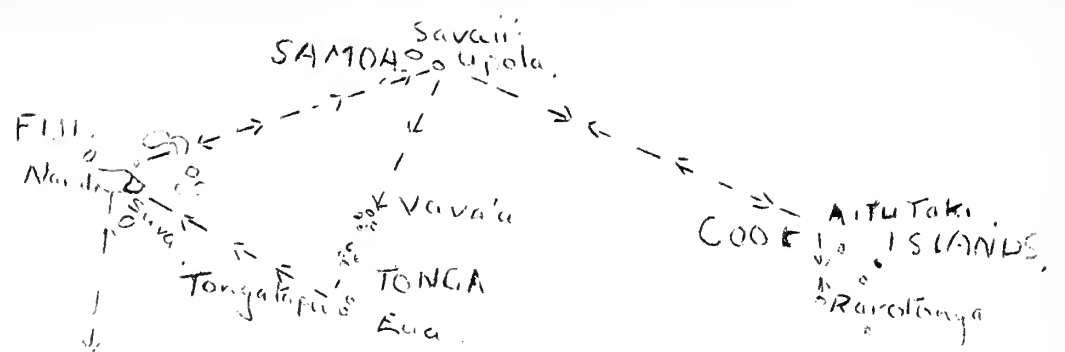 Savaii
SAMOA. Upola.
FIJI.
Nandi
Suva
Vava'u
AITUTAKI
COOK ISLANDS.
Tongatapu TONGA
Rarotonga
Eua